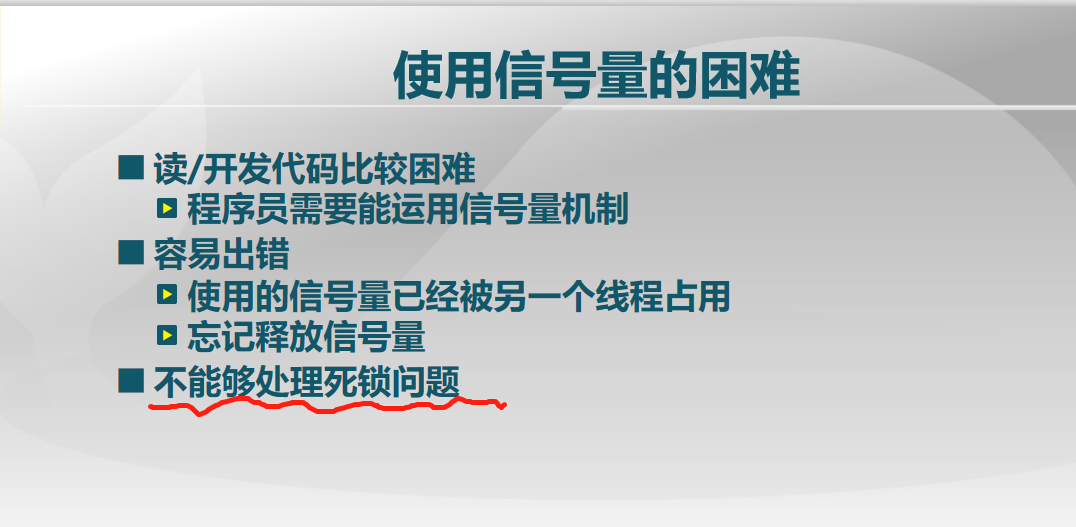 使用信号量的困难
读/开发代码比较困难
程序员需要能运用信号量机制
容易出错
使用的信号量已经被另一个线程占用
忘记释放信号量
不能够处理死锁问题